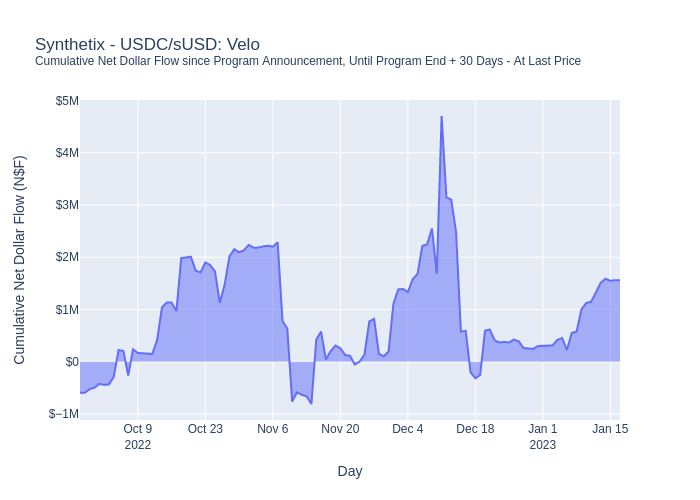 Synthetix - USDC/sUSD: Velo
Cumulative Net Dollar Flow since Program Announcement, Until Program End + 30 Days - At Last Price
Cumulative Net Dollar Flow (N$F)
$5M
$4M
$3M
$2M
$1M
$0
−$1M
Oct 9
2022
Oct 23
Nov 6
Nov 20
Dec 4
Dec 18
Jan 1
2023
Jan 15
Day